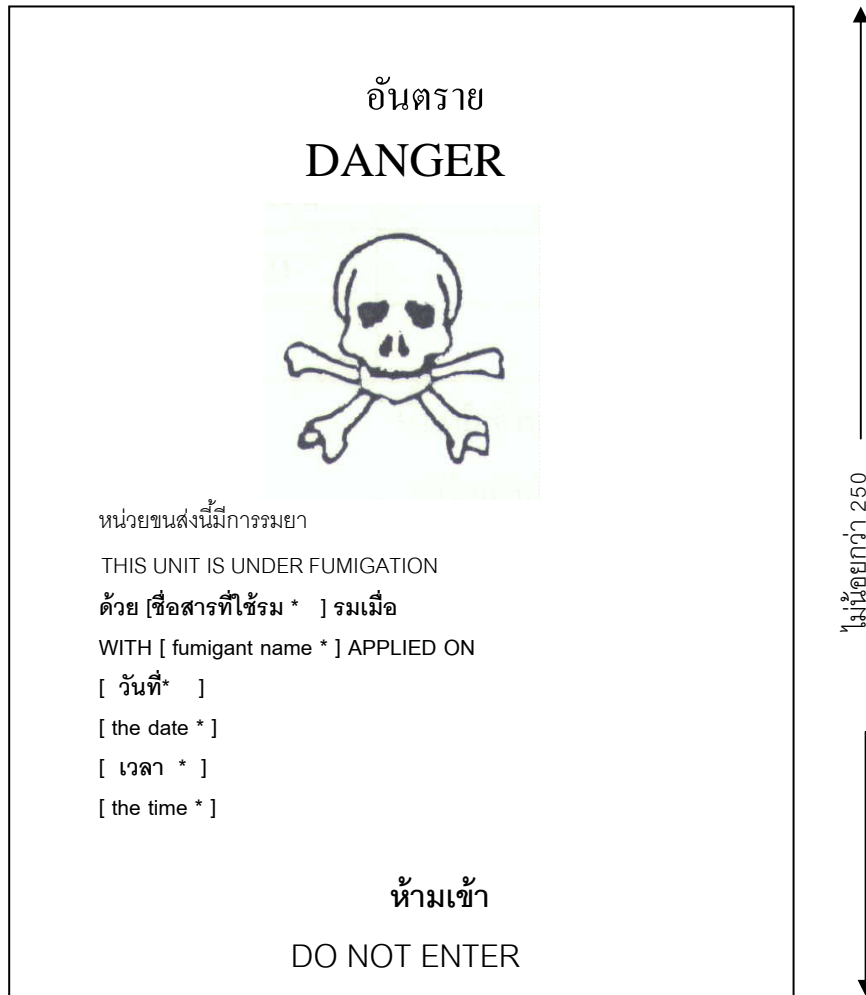 อันตราย
DANGER
หน่วยขนส่งนี้มีการรมยา
THIS UNIT IS UNDER FUMIGATION
ด้วย [ชื่อสารที่ใช้รม * ] รมเมื่อ
WITH [ fumigant name * ] APPLIED ON
[ วันที่* ]
[ the date * ]
[ เวลา * ]
[ the time * ]
ห้ามเข้า
DO NOT ENTER
ไม่น้อยกว่า 250